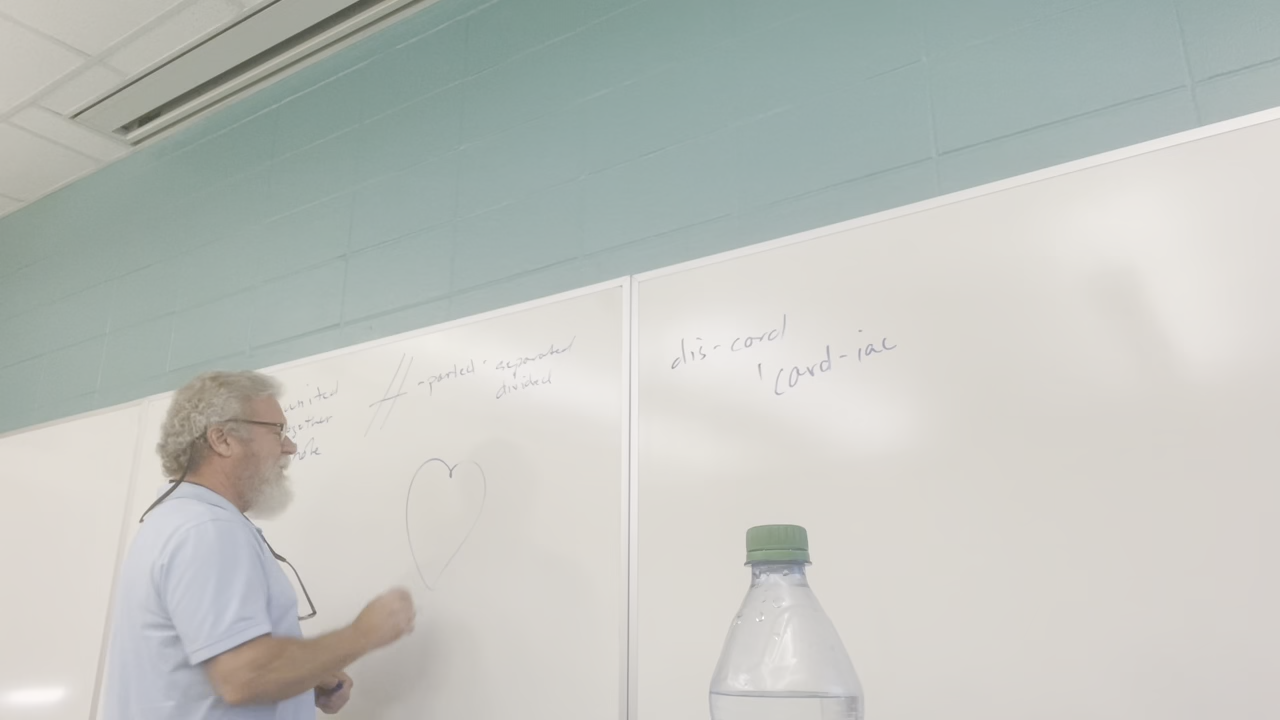 united
// -parted - separated
divided
dis-cord
'card-iac